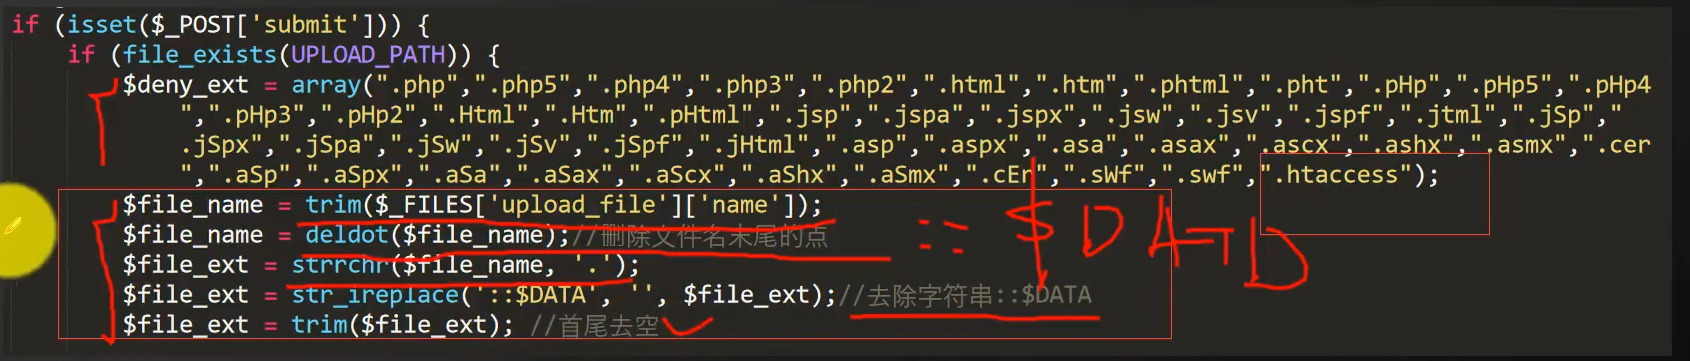 if (isset($_POST['submit'])) {
if (file_exists(UPLOAD_PATH)) {
$deny_ext = array(".php",".php5",".php4",".php3",".php2",".html",".htm",".phtml",".pht",".pHp",".pHp5",".pHp4
",".pHp3",".pHp2",".Html",".Htm",".pHtml",".jsp",".jspa",".jspx",".jsw",".jsv",".jspf",".jtml",".jSp",".
.jSpx",".jSpa",".jSw",".jSv",".jSpf",".jHtml",".asp",".aspx",".asa",".asax",".ascx",".ashx",".asmx",".cer
",".aSp",".aSpx",".aSa",".aSax",".aScx",".aShx",".aSmx",".cEr",".sWf",".swf",".htaccess");
$file_name = trim($_FILES['upload_file']['name']);
$file_name = deldot($file_name);//删除文件名末尾的点
:: $DATD
$file_ext = strrchr($file_name, '.');
$file_ext = str_ireplace('::$DATA', '', $file_ext);//去除字符串::$DATA
$file_ext = trim($file_ext); //首尾去空